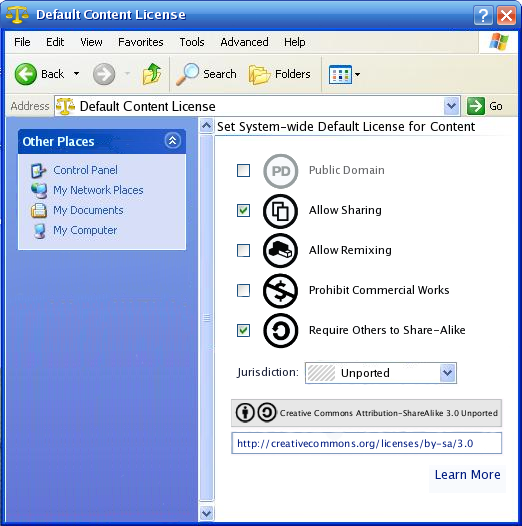 Default Content License
File Edit View Favorites Tools Advanced Help
Back Search Folders
Address Default Content License Go
Other Places
Control Panel
My Network Places
My Documents
My Computer
Set System-wide Default License for Content
PD Public Domain
Allow Sharing
Allow Remixing
Prohibit Commercial Works
Require Others to Share-Alike
Jurisdiction: Unported
Creative Commons Attribution-ShareAlike 3.0 Unported
http://creativecommons.org/licenses/by-sa/3.0
Learn More